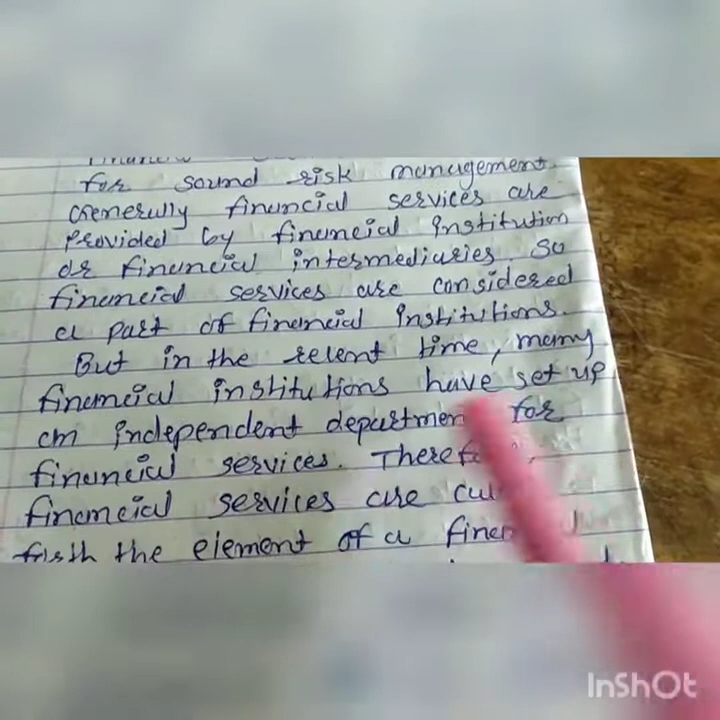 for sound risk management.
Generally financial services are
provided by financial institution
or financial intermediaries. So
financial services are considered
a part of financial institutions.
But in the recent time, many
financial institutions have set up
an independent department for
financial services. Therefore,
financial services are
the element of a
InShOt